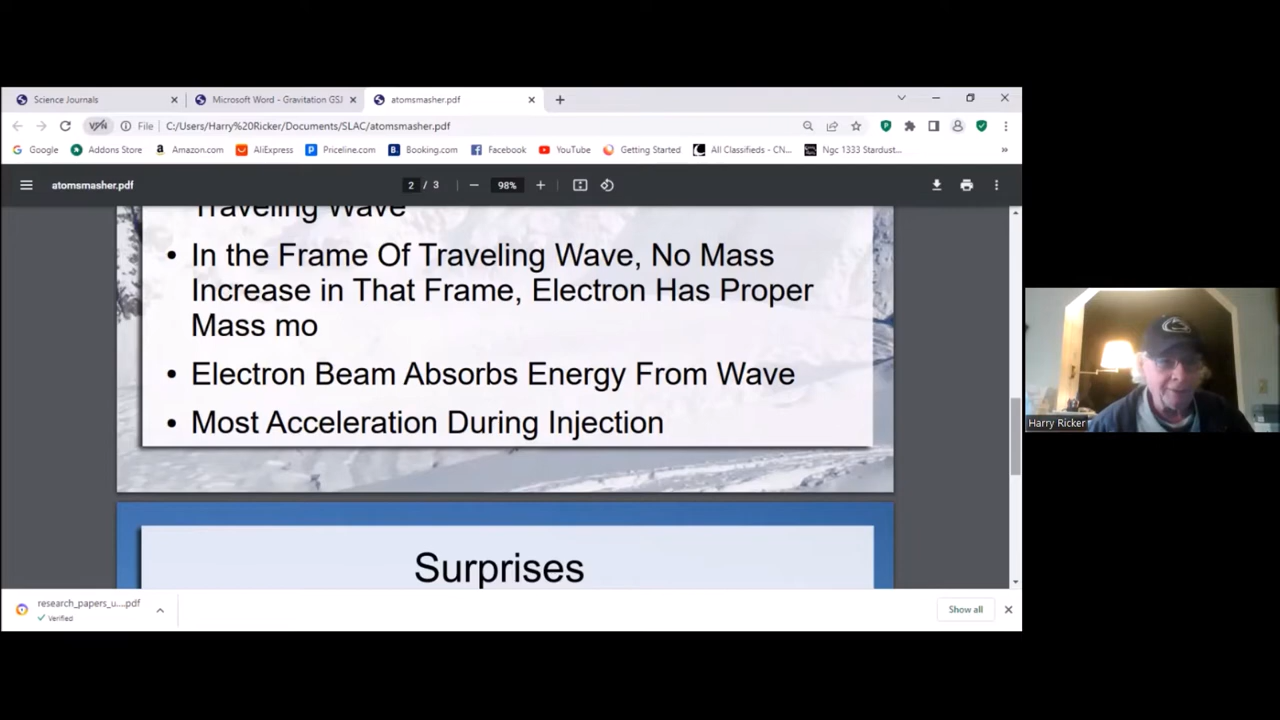 Science Journals
Microsoft Word - Gravitation GSJ
atomsmasher.pdf
VPN
File
C:/Users/Harry%20Ricker/Documents/SLAC/atomsmasher.pdf
Google
Addons Store
Amazon.com
AliExpress
Priceline.com
Booking.com
Facebook
YouTube
Getting Started
All Classifieds - CN...
Ngc 1333 Stardust...
»
atomsmasher.pdf
2 / 3
98%
Traveling Wave
• In the Frame Of Traveling Wave, No Mass
Increase in That Frame, Electron Has Proper
Mass mo
• Electron Beam Absorbs Energy From Wave
• Most Acceleration During Injection
Surprises
research_papers_u....pdf
Verified
Show all
Harry Ricker